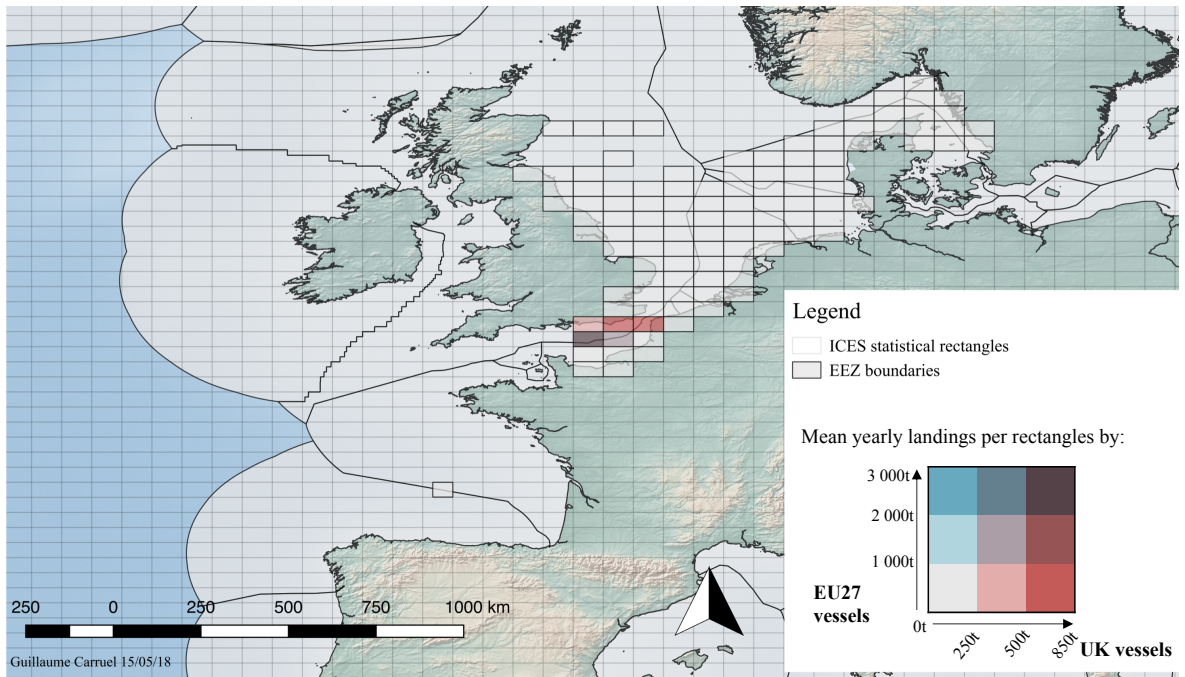 Legend
ICES statistical rectangles
EEZ boundaries
Mean yearly landings per rectangles by:
3 000t
2 000t
1 000t
EU27
vessels
0t
250t
500t
850t
UK vessels
250 0 250 500 750 1000 km
Guillaume Carruel 15/05/18